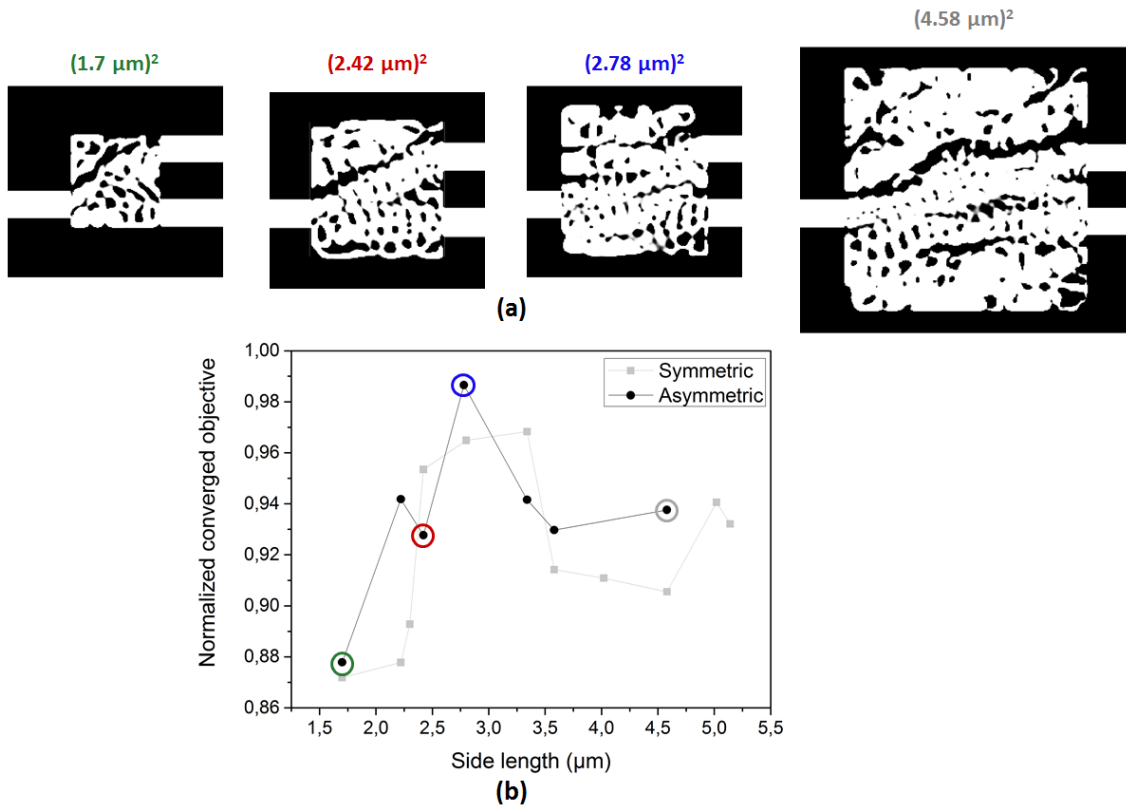 (4.58 µm)²
(1.7 µm)²
(2.42 µm)²
(2.78 µm)²
(a)
Normalized converged objective
1,00
0,98
0,96
0,94
0,92
0,90
0,88
0,86
Symmetric
Asymmetric
1,5 2,0 2,5 3,0 3,5 4,0 4,5 5,0 5,5
Side length (µm)
(b)